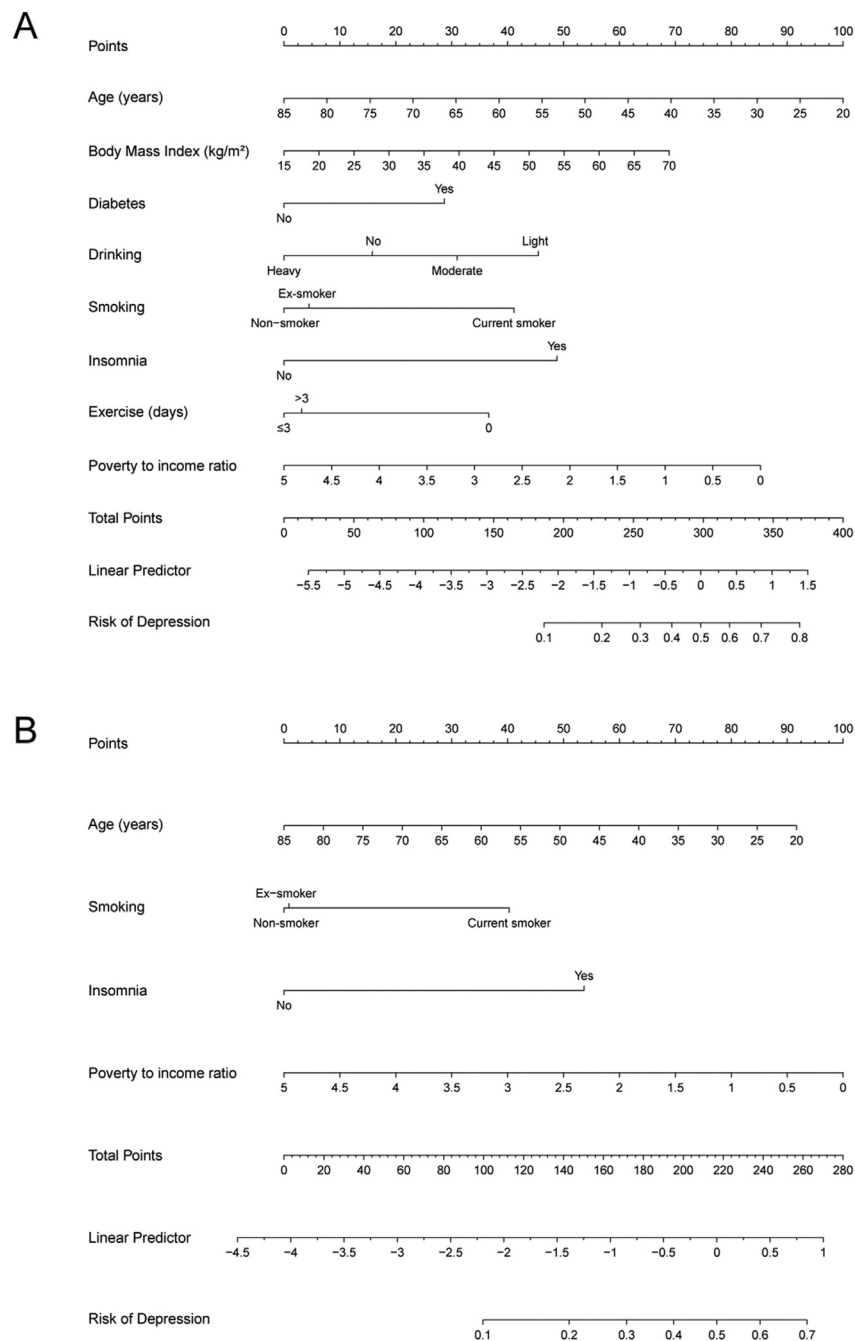 A
Points
0 10 20 30 40 50 60 70 80 90 100
Age (years)
85 80 75 70 65 60 55 50 45 40 35 30 25 20
Body Mass Index (kg/m²)
15 20 25 30 35 40 45 50 55 60 65 70
Yes
Diabetes
No
No Light
Drinking
Heavy Moderate
Ex-smoker
Smoking
Non−smoker Current smoker
Yes
Insomnia
No
>3
Exercise (days)
≤3 0
Poverty to income ratio
5 4.5 4 3.5 3 2.5 2 1.5 1 0.5 0
Total Points
0 50 100 150 200 250 300 350 400
Linear Predictor
−5.5 −5 −4.5 −4 −3.5 −3 −2.5 −2 −1.5 −1 −0.5 0 0.5 1 1.5
Risk of Depression
0.1 0.2 0.3 0.4 0.5 0.6 0.7 0.8
B
Points
0 10 20 30 40 50 60 70 80 90 100
Age (years)
85 80 75 70 65 60 55 50 45 40 35 30 25 20
Ex−smoker
Smoking
Non-smoker Current smoker
Yes
Insomnia
No
Poverty to income ratio
5 4.5 4 3.5 3 2.5 2 1.5 1 0.5 0
Total Points
0 20 40 60 80 100 120 140 160 180 200 220 240 260 280
Linear Predictor
−4.5 −4 −3.5 −3 −2.5 −2 −1.5 −1 −0.5 0 0.5 1
Risk of Depression
0.1 0.2 0.3 0.4 0.5 0.6 0.7